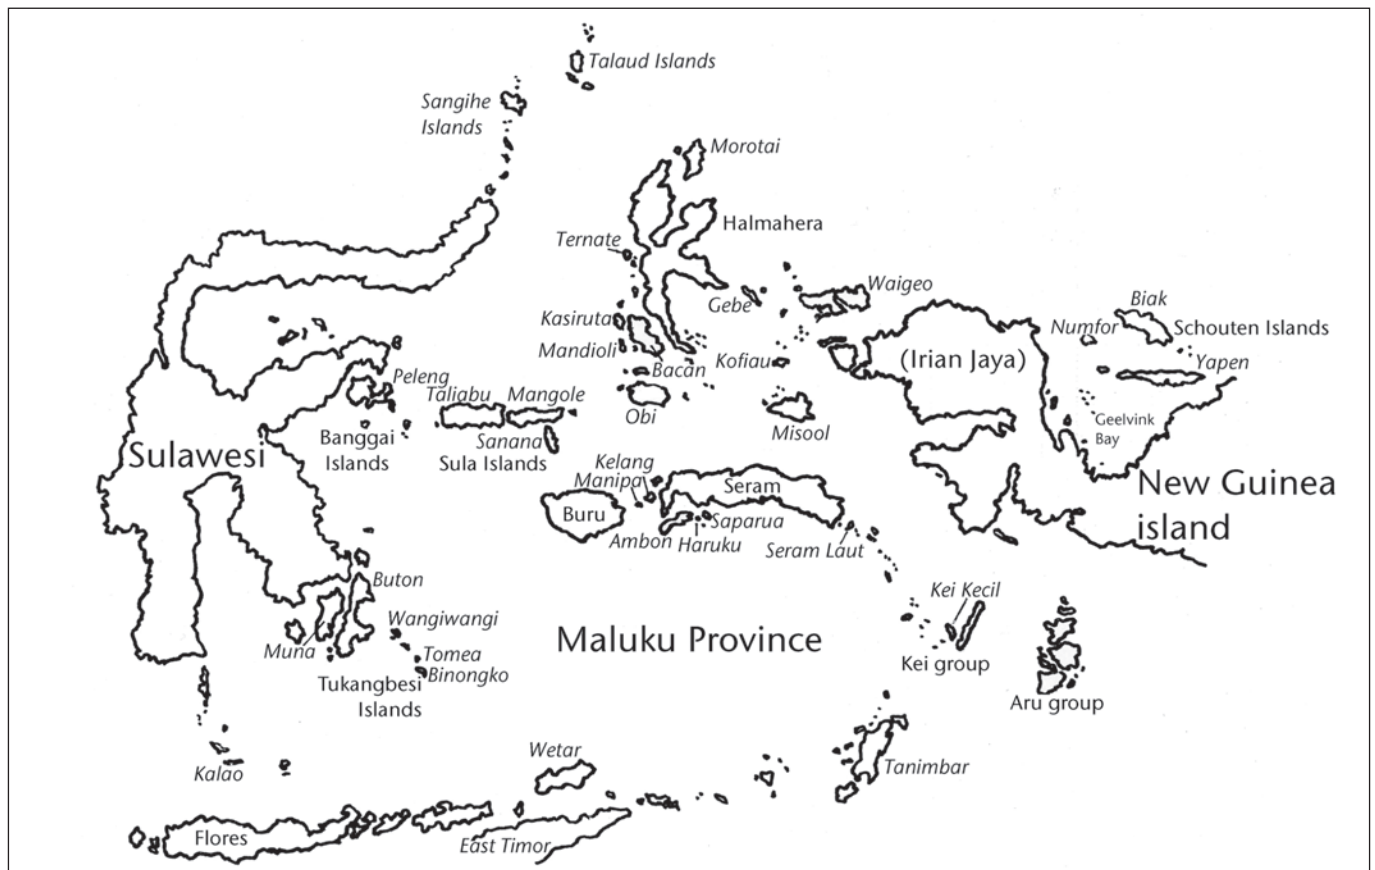 Talaud Islands
Sangihe
Islands
Morotai
Halmahera
Ternate
Waigeo
Gebe
Biak
Kasiruta
Numfor
Schouten Islands
Mandioli
Kofiau
(Irian Jaya)
Yapen
Bacan
Peleng
Taliabu
Mangole
Obi
Misool
Geelvink
Bay
Banggai
Islands
Sanana
Sula Islands
Sulawesi
Kelang
Manipa
Seram
New Guinea
island
Buru
Saparua
Ambon
Haruku
Seram Laut
Buton
Kei Kecil
Wangiwangi
Maluku Province
Muna
Tomea
Binongko
Kei group
Tukangbesi
Islands
Aru group
Wetar
Kalao
Tanimbar
Flores
East Timor